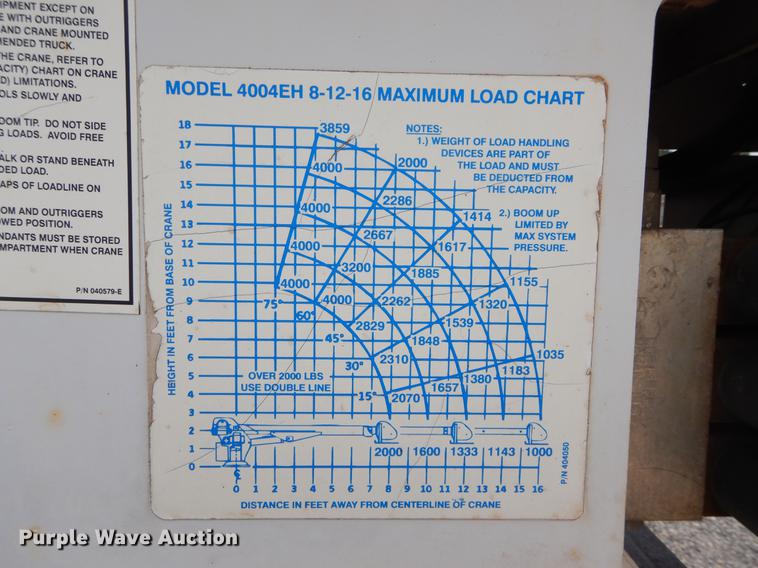 IPMENT EXCEPT ON
E WITH OUTRIGGERS
AND CRANE MOUNTED
MENDED TRUCK.
THE CRANE, REFER TO
ACITY) CHART ON CRANE
D) LIMITATIONS.
OLS SLOWLY AND
OOM TIP. DO NOT SIDE
G LOADS. AVOID FREE
ALK OR STAND BENEATH
DED LOAD.
APS OF LOADLINE ON
OM AND OUTRIGGERS
OWED POSITION.
NDANTS MUST BE STORED
MPARTMENT WHEN CRANE
P/N 040579-E
MODEL 4004EH 8-12-16 MAXIMUM LOAD CHART
NOTES:
1.) WEIGHT OF LOAD HANDLING
DEVICES ARE PART OF
THE LOAD AND MUST
BE DEDUCTED FROM
THE CAPACITY.
2.) BOOM UP
LIMITED BY
MAX SYSTEM
PRESSURE.
HEIGHT IN FEET FROM BASE OF CRANE
18
17
16
15
14
13
12
11
10
9
8
7
6
5
4
3
2
1
0
3859
4000 2000
4000 2286 1414
4000 2667 1617
4000 3200 1885 1155
4000 2262 1320
2829 1848 1539
2310 1380 1183 1035
2070 1657
75°
60°
45°
30°
15°
OVER 2000 LBS
USE DOUBLE LINE
2000 1600 1333 1143 1000
0 1 2 3 4 5 6 7 8 9 10 11 12 13 14 15 16
DISTANCE IN FEET AWAY FROM CENTERLINE OF CRANE
P/N 404050
Purple Wave Auction